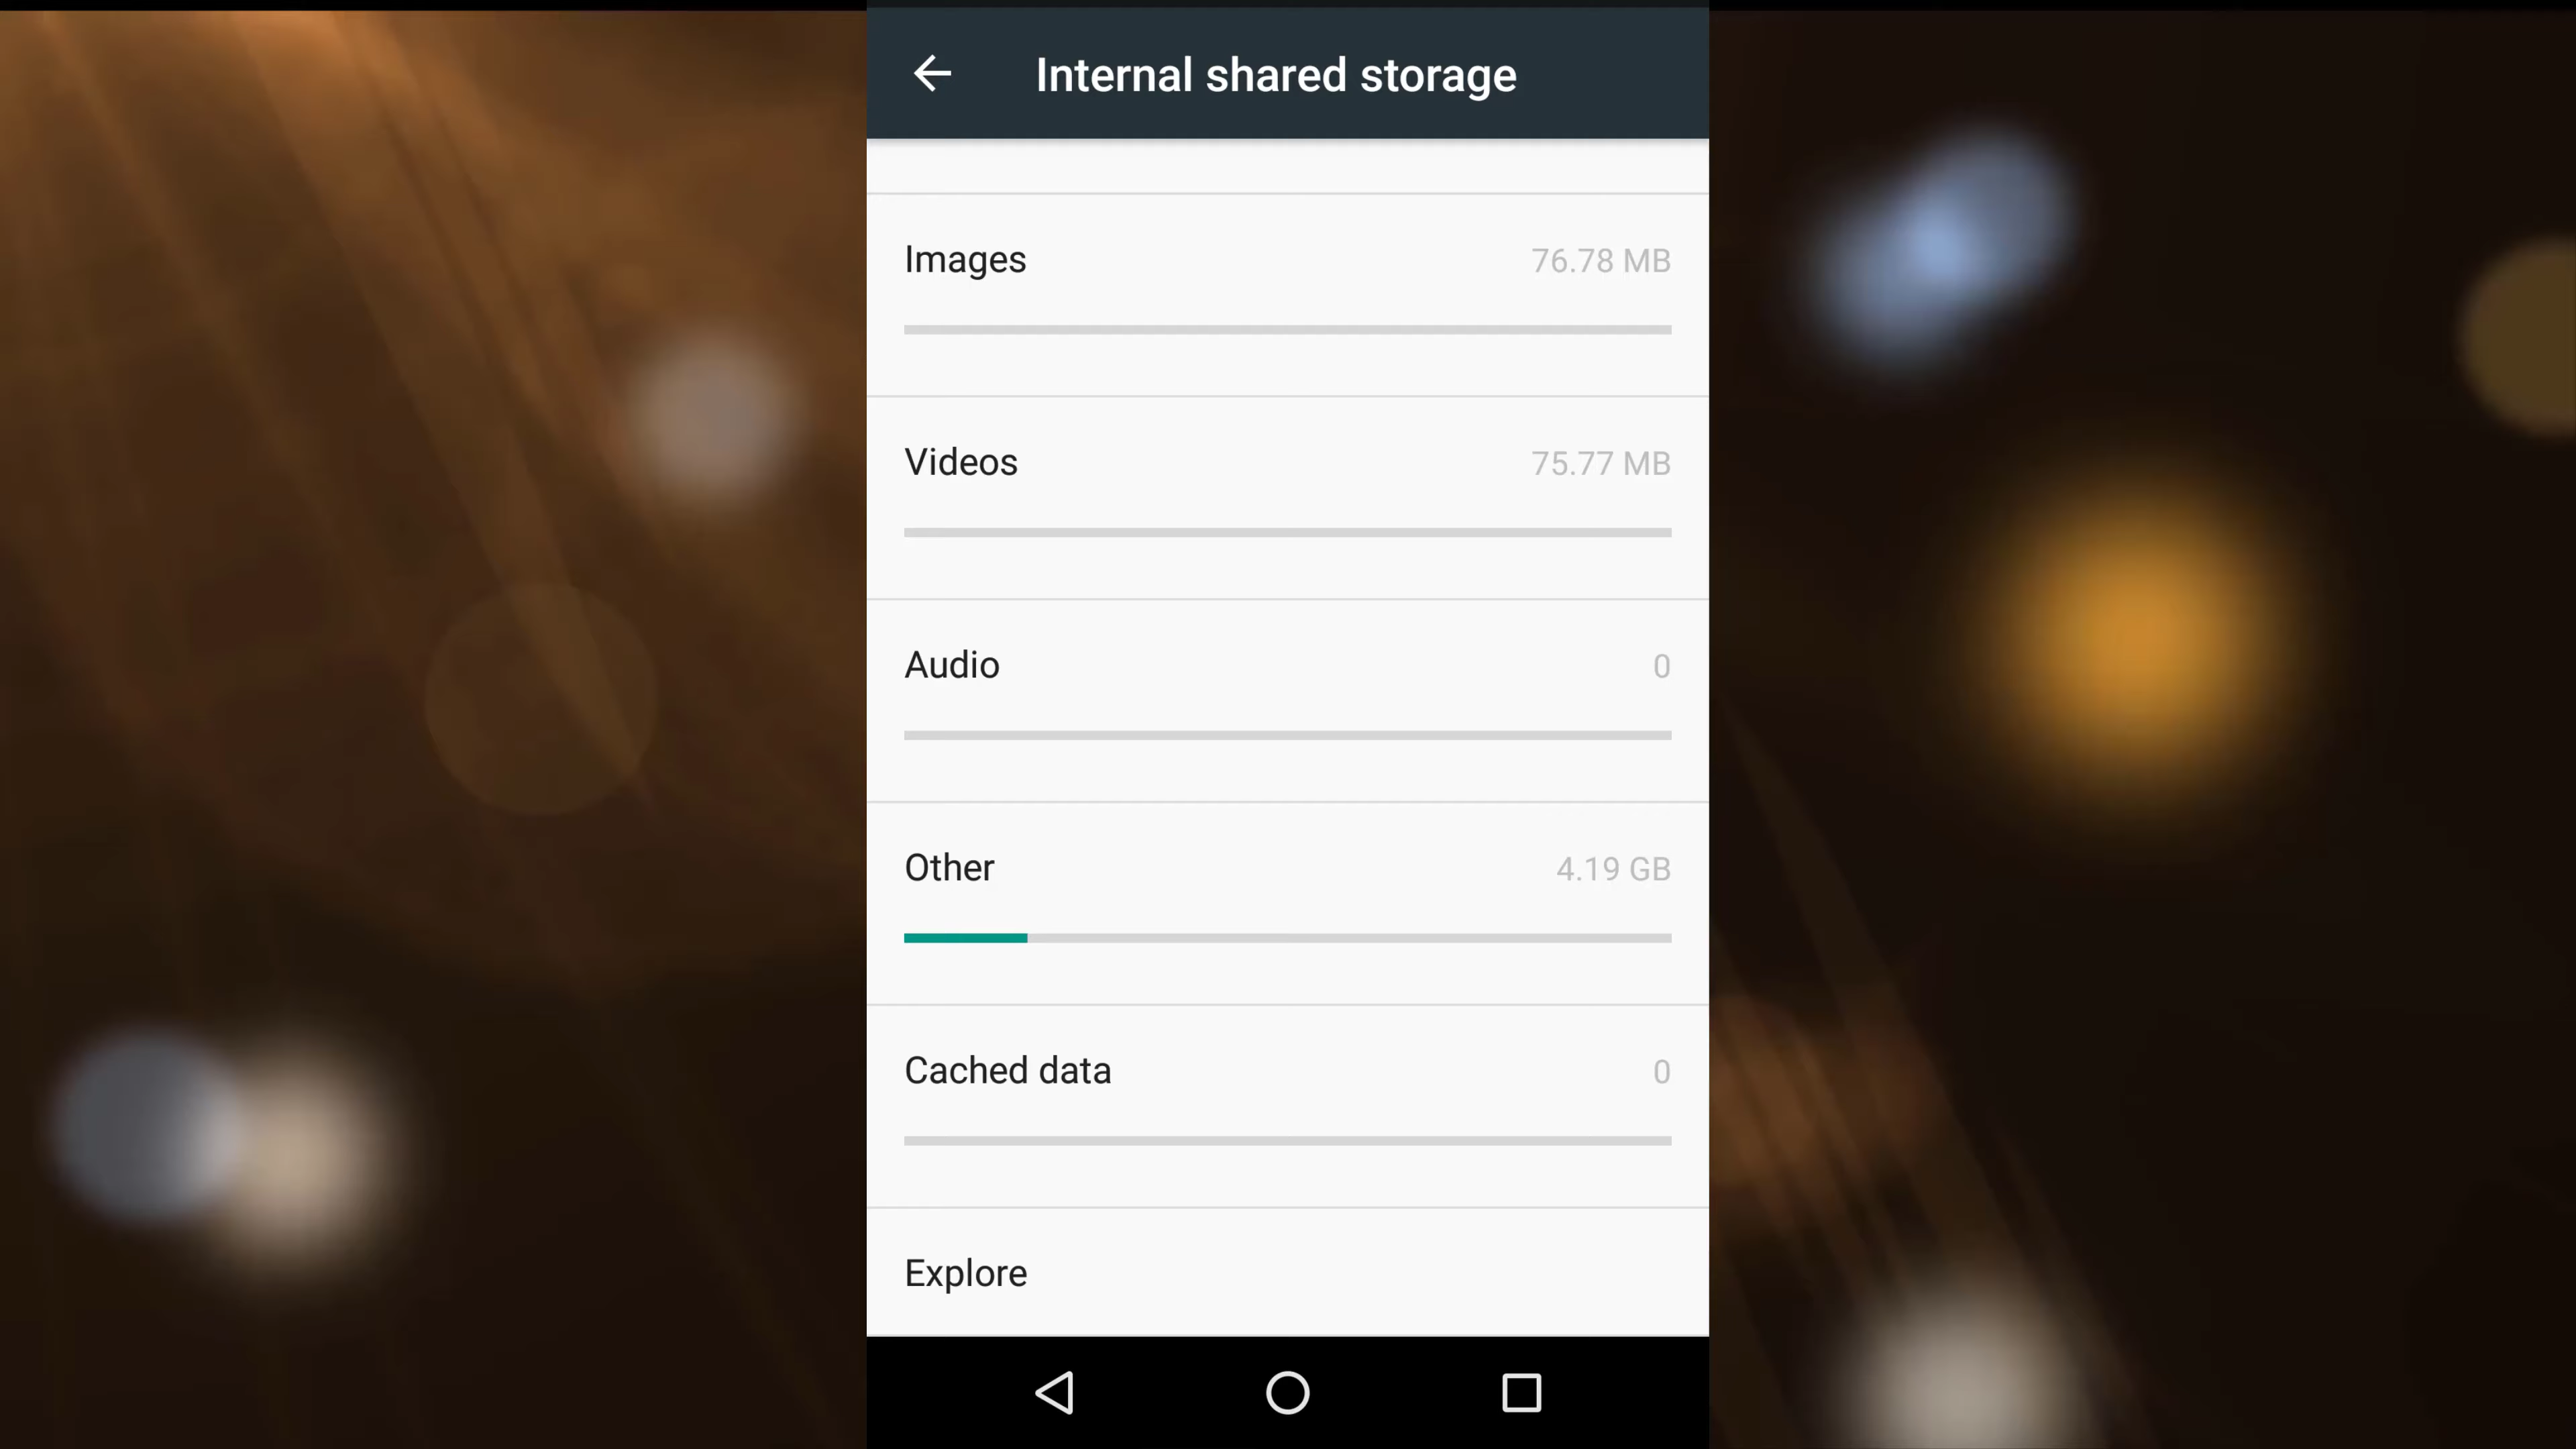 Internal shared storage
Images 76.78 MB
Videos 75.77 MB
Audio 0
Other 4.19 GB
Cached data 0
Explore